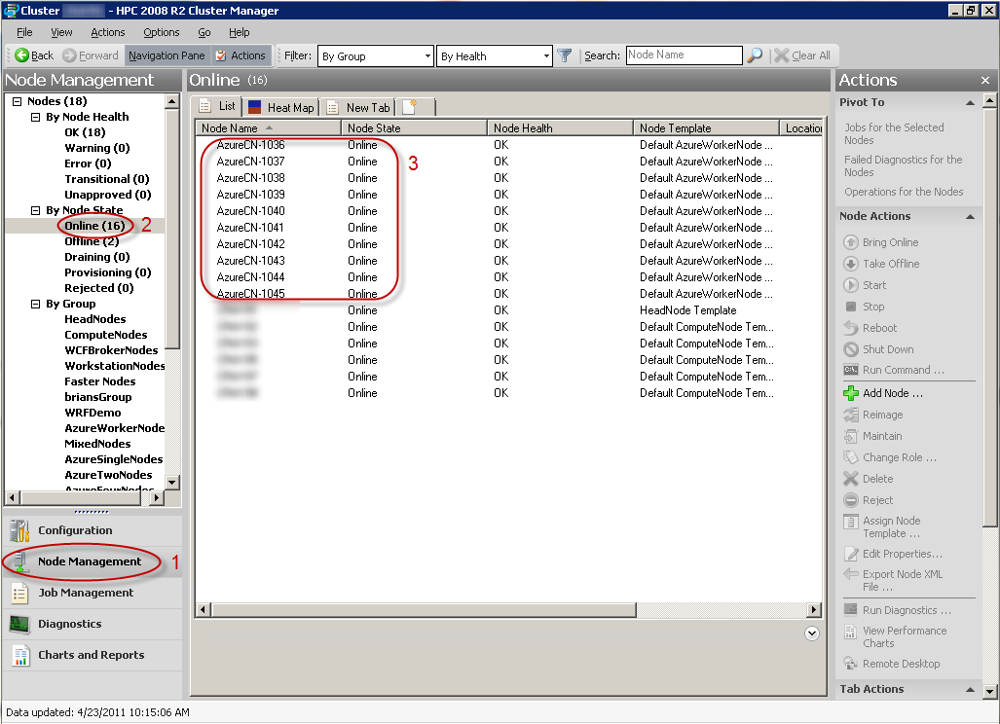 Cluster - HPC 2008 R2 Cluster Manager
File View Actions Options Go Help
Back Forward Navigation Pane Actions Filter: By Group By Health Search: Node Name Clear All
Node Management
Nodes (18)
By Node Health
OK (18)
Warning (0)
Error (0)
Transitional (0)
Unapproved (0)
By Node State
Online (16) 2
Offline (2)
Draining (0)
Provisioning (0)
Rejected (0)
By Group
HeadNodes
ComputeNodes
WCFBrokerNodes
WorkstationNodes
Faster Nodes
briansGroup
WRFDemo
AzureWorkerNode
MixedNodes
AzureSingleNodes
AzureTwoNodes
AzureFourNodes
Configuration
Node Management 1
Job Management
Diagnostics
Charts and Reports
Online (16)
List Heat Map New Tab
Node Name Node State Node Health Node Template Location
AzureCN-1036 Online OK Default AzureWorkerNode ...
AzureCN-1037 Online OK Default AzureWorkerNode ...
3
AzureCN-1038 Online OK Default AzureWorkerNode ...
AzureCN-1039 Online OK Default AzureWorkerNode ...
AzureCN-1040 Online OK Default AzureWorkerNode ...
AzureCN-1041 Online OK Default AzureWorkerNode ...
AzureCN-1042 Online OK Default AzureWorkerNode ...
AzureCN-1043 Online OK Default AzureWorkerNode ...
AzureCN-1044 Online OK Default AzureWorkerNode ...
AzureCN-1045 Online OK Default AzureWorkerNode ...
Online OK HeadNode Template
Online OK Default ComputeNode Tem...
Online OK Default ComputeNode Tem...
Online OK Default ComputeNode Tem...
Online OK Default ComputeNode Tem...
Online OK Default ComputeNode Tem...
Actions
Pivot To
Jobs for the Selected
Nodes
Failed Diagnostics for the
Nodes
Operations for the Nodes
Node Actions
Bring Online
Take Offline
Start
Stop
Reboot
Shut Down
Run Command ...
Add Node ...
Reimage
Maintain
Change Role ...
Delete
Reject
Assign Node
Template ...
Edit Properties...
Export Node XML
File ...
Run Diagnostics ...
View Performance
Charts
Remote Desktop
Tab Actions
Data updated: 4/23/2011 10:15:06 AM